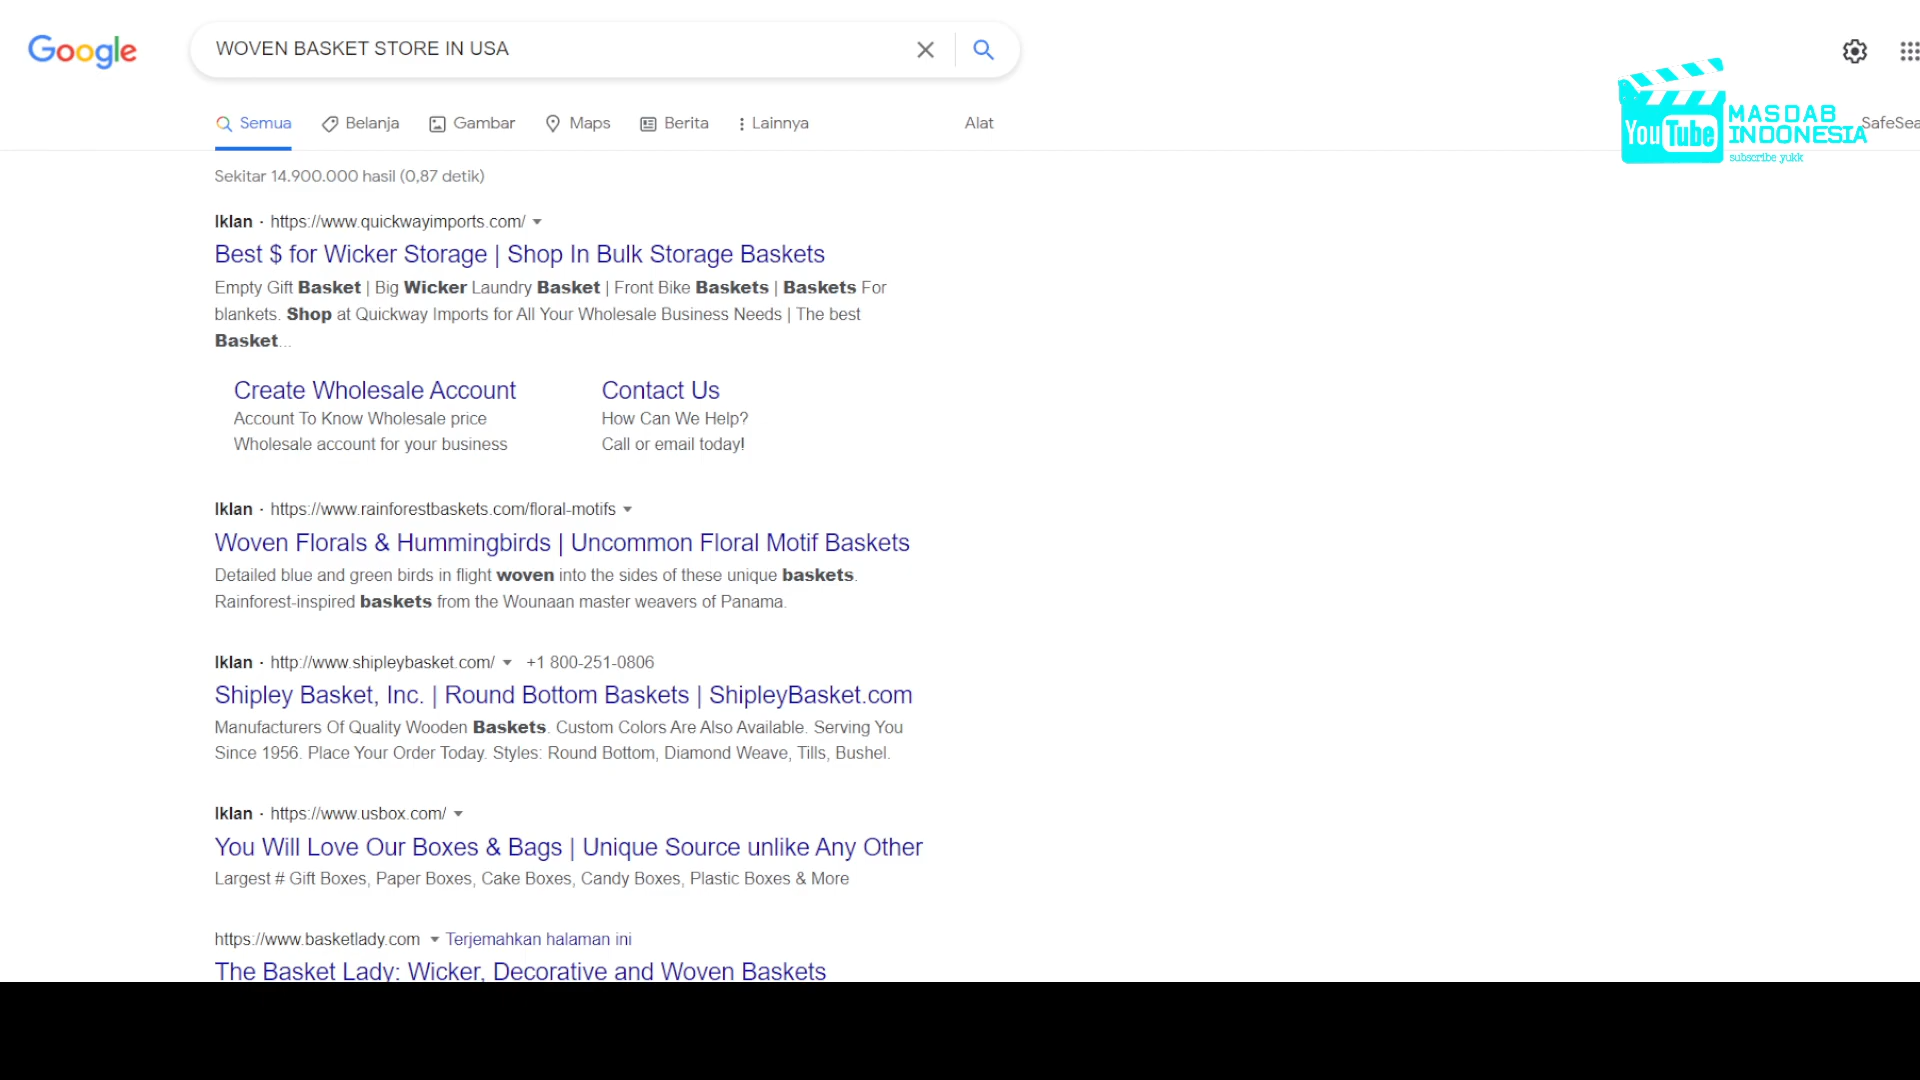 Google
WOVEN BASKET STORE IN USA
Semua
Belanja
Gambar
Maps
Berita
Lainnya
Alat
SafeSea
YouTube
MASDAB
INDONESIA
subscribe yukk
Sekitar 14.900.000 hasil (0,87 detik)
Iklan · https://www.quickwayimports.com/
Best $ for Wicker Storage | Shop In Bulk Storage Baskets
Empty Gift Basket | Big Wicker Laundry Basket | Front Bike Baskets | Baskets For
blankets. Shop at Quickway Imports for All Your Wholesale Business Needs | The best
Basket...
Create Wholesale Account
Account To Know Wholesale price
Wholesale account for your business
Contact Us
How Can We Help?
Call or email today!
Iklan · https://www.rainforestbaskets.com/floral-motifs
Woven Florals & Hummingbirds | Uncommon Floral Motif Baskets
Detailed blue and green birds in flight woven into the sides of these unique baskets.
Rainforest-inspired baskets from the Wounaan master weavers of Panama.
Iklan · http://www.shipleybasket.com/ +1 800-251-0806
Shipley Basket, Inc. | Round Bottom Baskets | ShipleyBasket.com
Manufacturers Of Quality Wooden Baskets. Custom Colors Are Also Available. Serving You
Since 1956. Place Your Order Today. Styles: Round Bottom, Diamond Weave, Tills, Bushel.
Iklan · https://www.usbox.com/
You Will Love Our Boxes & Bags | Unique Source unlike Any Other
Largest # Gift Boxes, Paper Boxes, Cake Boxes, Candy Boxes, Plastic Boxes & More
https://www.basketlady.com Terjemahkan halaman ini
The Basket Lady: Wicker, Decorative and Woven Baskets